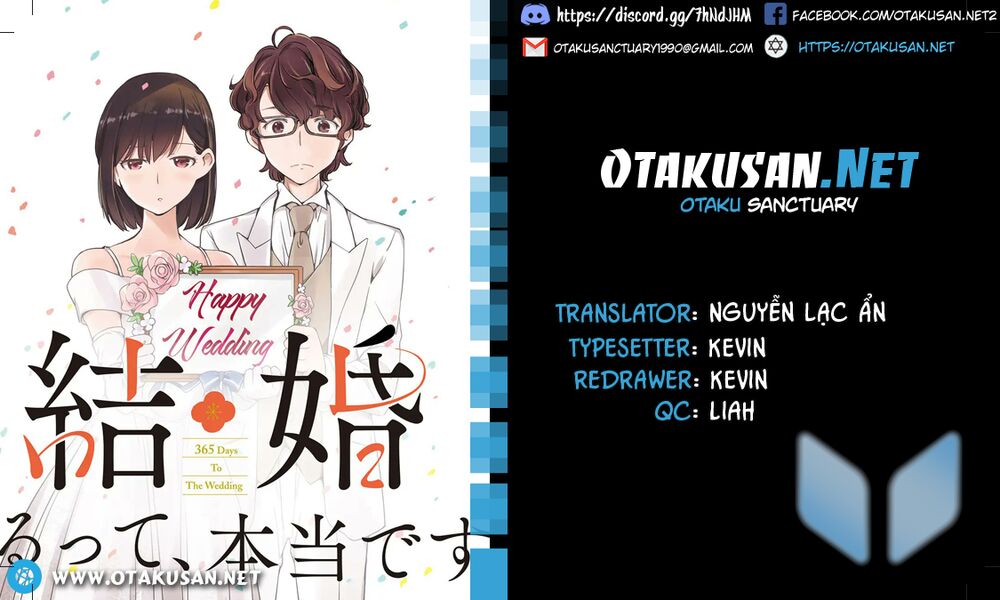 Happy
Wedding
結婚
365 Days
To
The Wedding
るって、本当です
WWW.OTAKUSAN.NET
https://discord.gg/7hNdJHM
FACEBOOK.COM/OTAKUSAN.NET2
OTAKUSANCTUARY1990@GMAIL.COM
HTTPS://OTAKUSAN.NET
OTAKUSAN.NET
OTAKU SANCTUARY
TRANSLATOR: NGUYỄN LẠC ẨN
TYPESETTER: KEVIN
REDRAWER: KEVIN
QC: LIAH